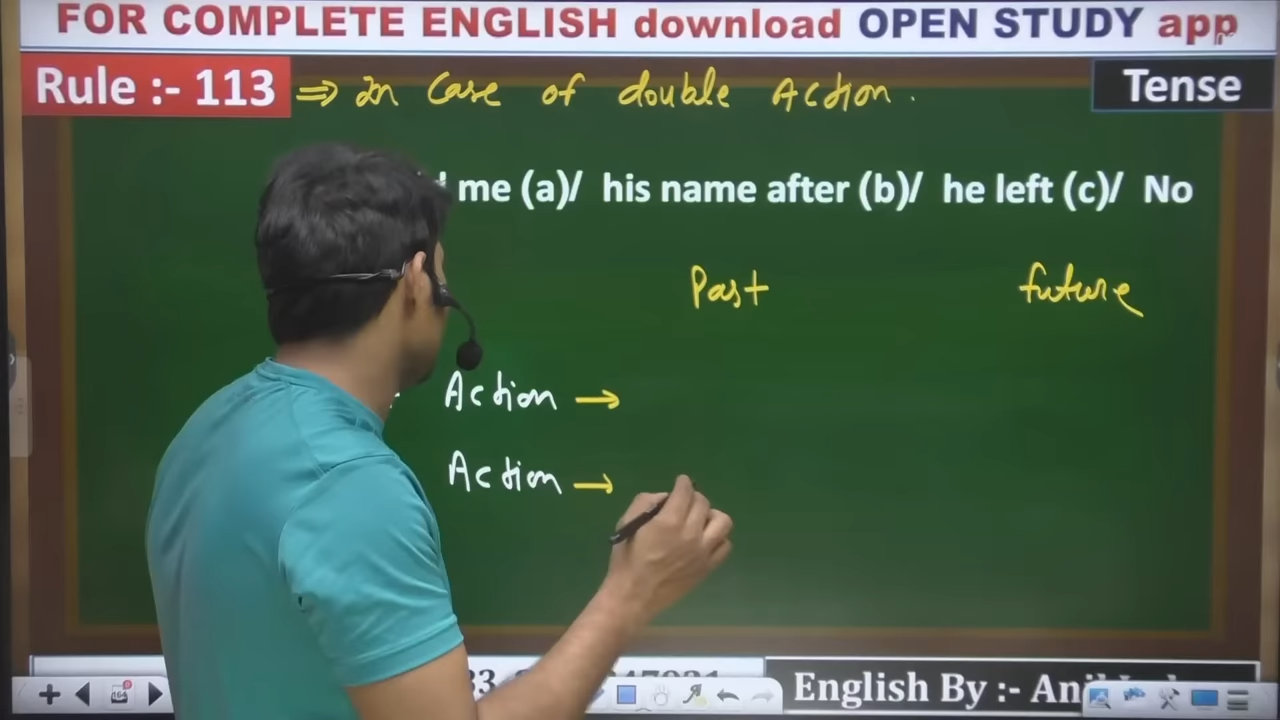 FOR COMPLETE ENGLISH download OPEN STUDY app
Rule :- 113 ⇒ In Case of double Action. Tense
me (a)/ his name after (b)/ he left (c)/ No
Past future
Action →
Action →
English By :- Anil